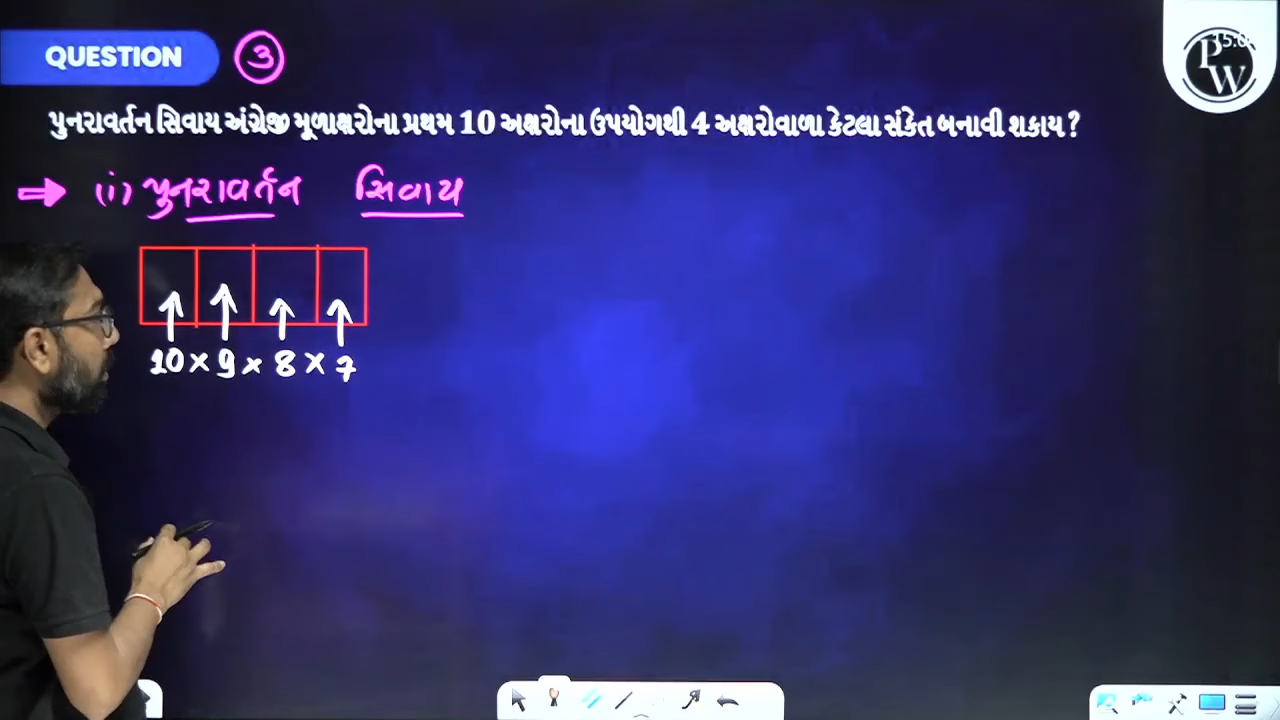 QUESTION ૩
પુનરાવર્તન સિવાય અંગ્રેજી મૂળાક્ષરોના પ્રથમ 10 અક્ષરોના ઉપયોગથી 4 અક્ષરોવાળા કેટલા સંકેત બનાવી શકાય ?
⇒ (i) પુનરાવર્તન સિવાય
10 × 9 × 8 × 7
PW